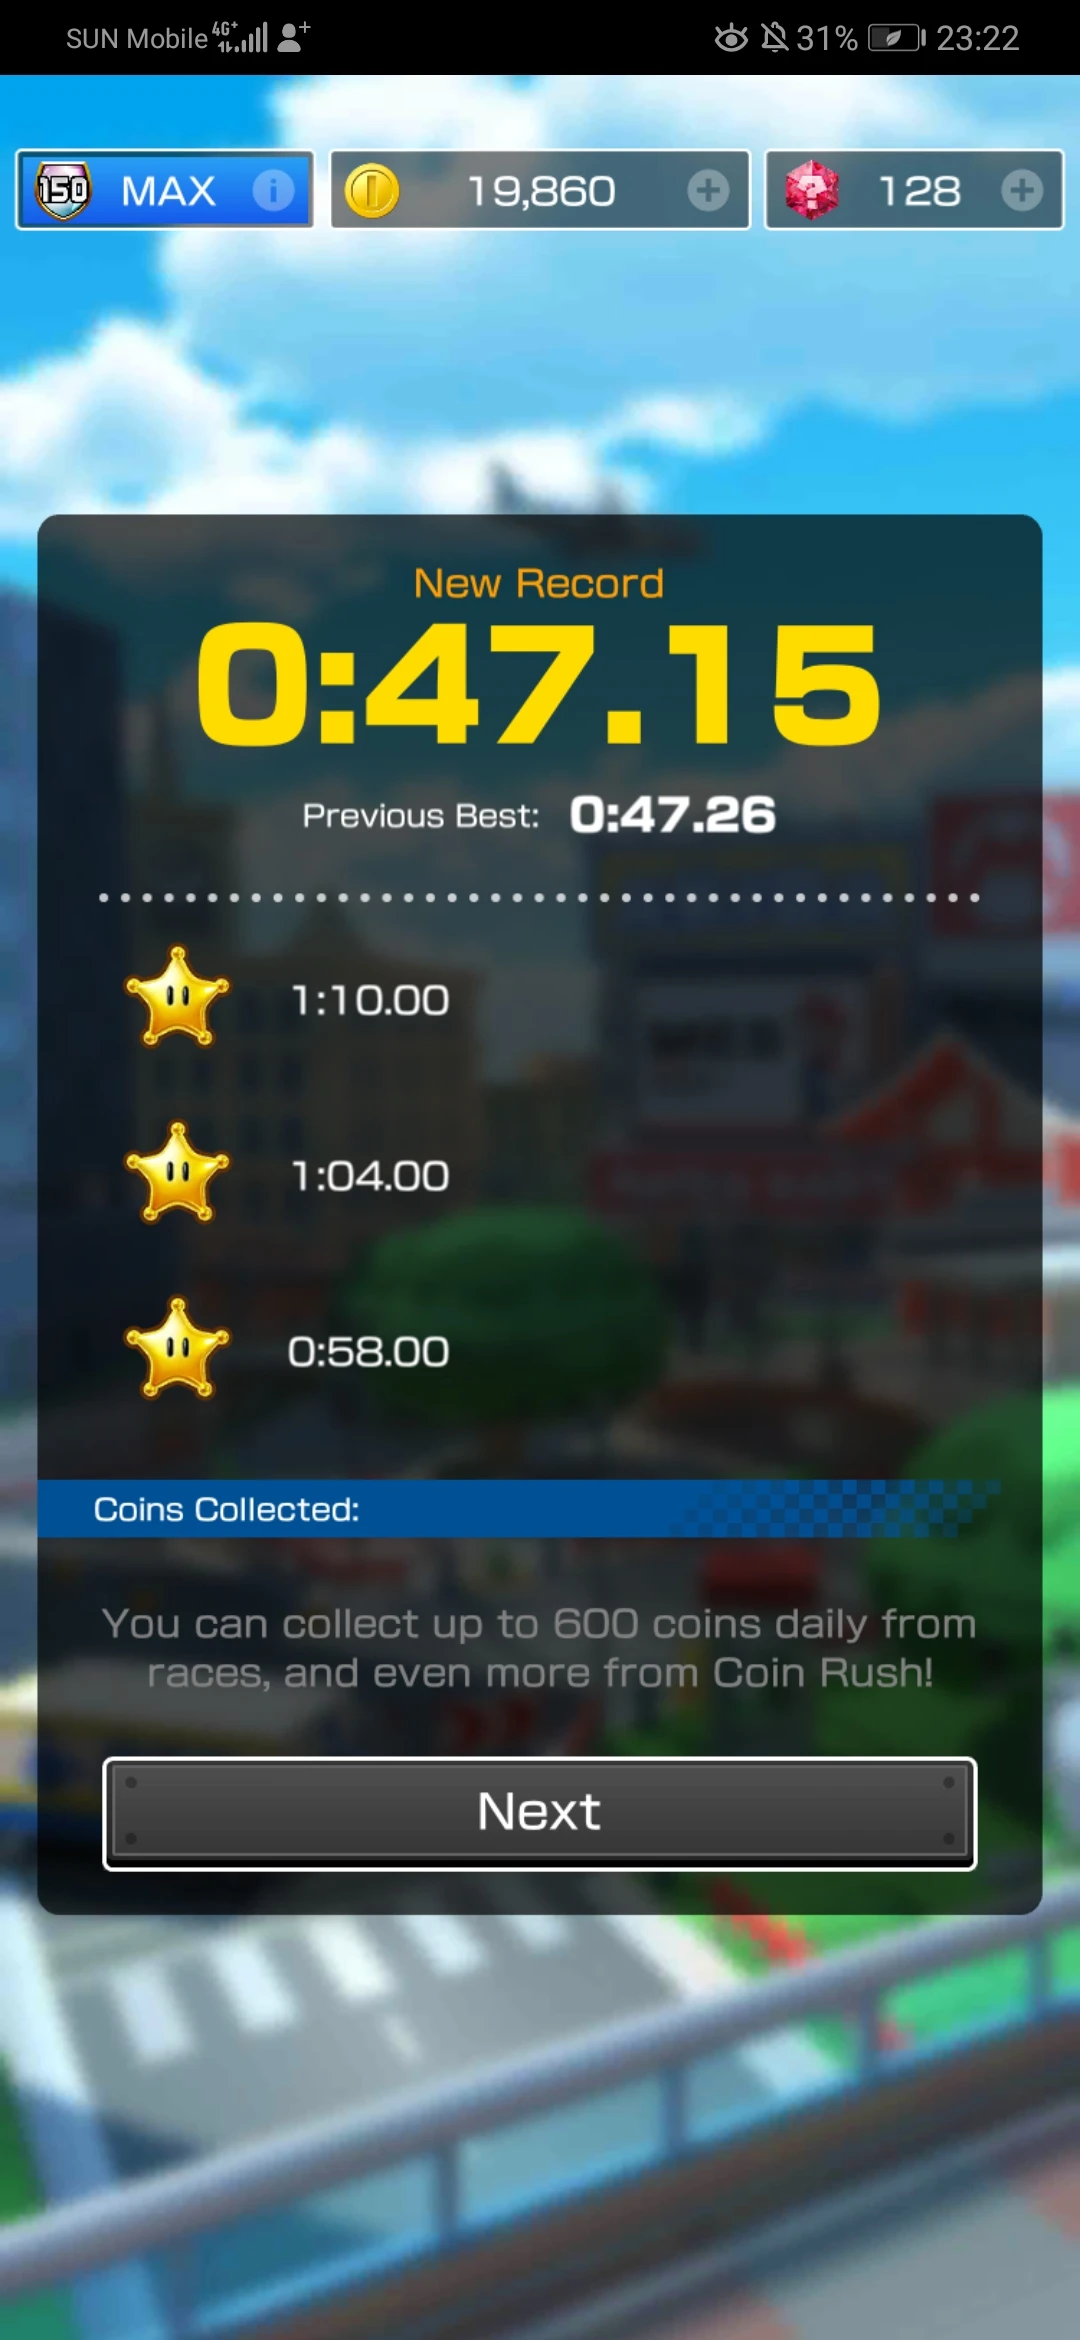 SUN Mobile 4G+ 31% 23:22
150 MAX i 19,860 + ? 128 +
New Record
0:47.15
Previous Best: 0:47.26
1:10.00
1:04.00
0:58.00
Coins Collected:
You can collect up to 600 coins daily from
races, and even more from Coin Rush!
Next